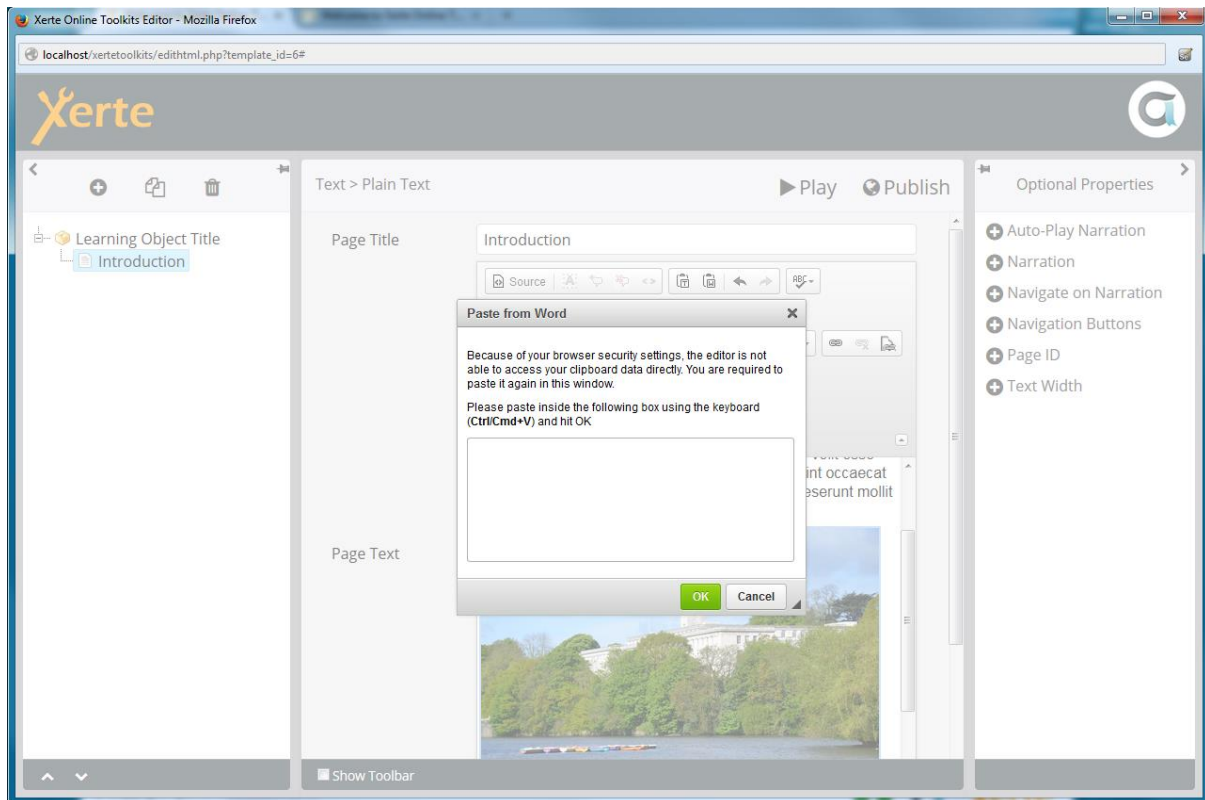 Xerte Online Toolkits Editor - Mozilla Firefox
localhost/xertetoolkits/edithtml.php?template_id=6#
Xerte
Text > Plain Text
Play
Publish
Optional Properties
Learning Object Title
Introduction
Page Title
Introduction
Source
ABC
Auto-Play Narration
Narration
Navigate on Narration
Navigation Buttons
Page ID
Text Width
Paste from Word
Because of your browser security settings, the editor is not
able to access your clipboard data directly. You are required to
paste it again in this window.
Please paste inside the following box using the keyboard
(Ctrl/Cmd+V) and hit OK
occaecat
mollit
Page Text
OK
Cancel
Show Toolbar